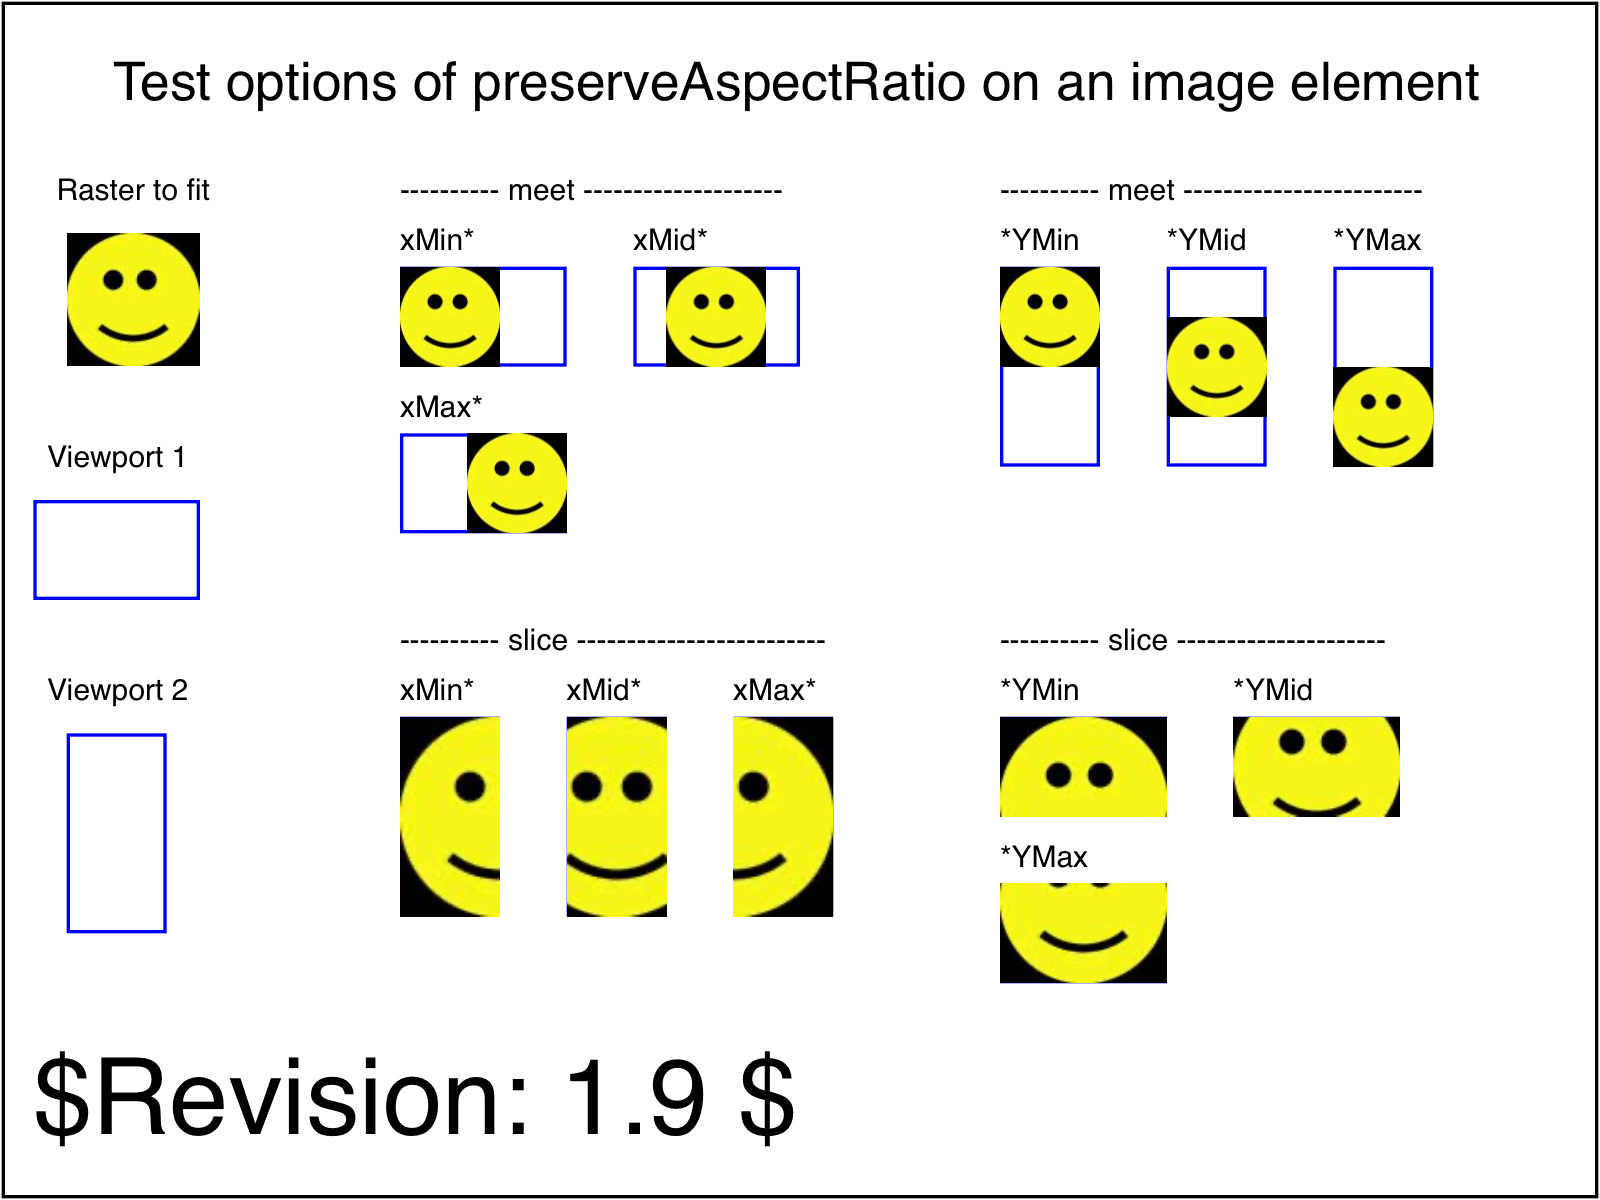 Test options of preserveAspectRatio on an image element
Raster to fit
Viewport 1
Viewport 2
---------- meet --------------------
xMin* xMid*
xMax*
---------- meet ------------------------
*YMin *YMid *YMax
---------- slice -------------------------
xMin* xMid* xMax*
---------- slice ---------------------
*YMin *YMid
*YMax
$Revision: 1.9 $